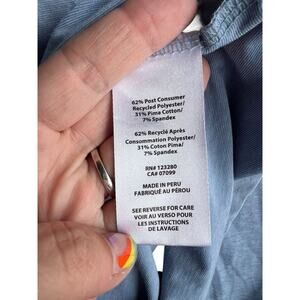 62% Post Consumer
Recycled Polyester/
31% Pima Cotton/
7% Spandex
62% Recyclé Après
Consommation Polyester/
31% Coton Pima/
7% Spandex
RN# 123280
CA# 07099
MADE IN PERU
FABRIQUÉ AU PÉROU
SEE REVERSE FOR CARE
VOIR AU VERSO POUR
LES INSTRUCTIONS
DE LAVAGE